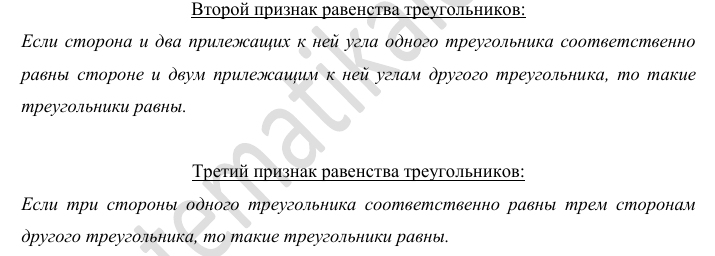 Второй признак равенства треугольников:
Если сторона и два прилежащих к ней угла одного треугольника соответственно
равны стороне и двум прилежащим к ней углам другого треугольника, то такие
треугольники равны.
Третий признак равенства треугольников:
Если три стороны одного треугольника соответственно равны трем сторонам
другого треугольника, то такие треугольники равны.